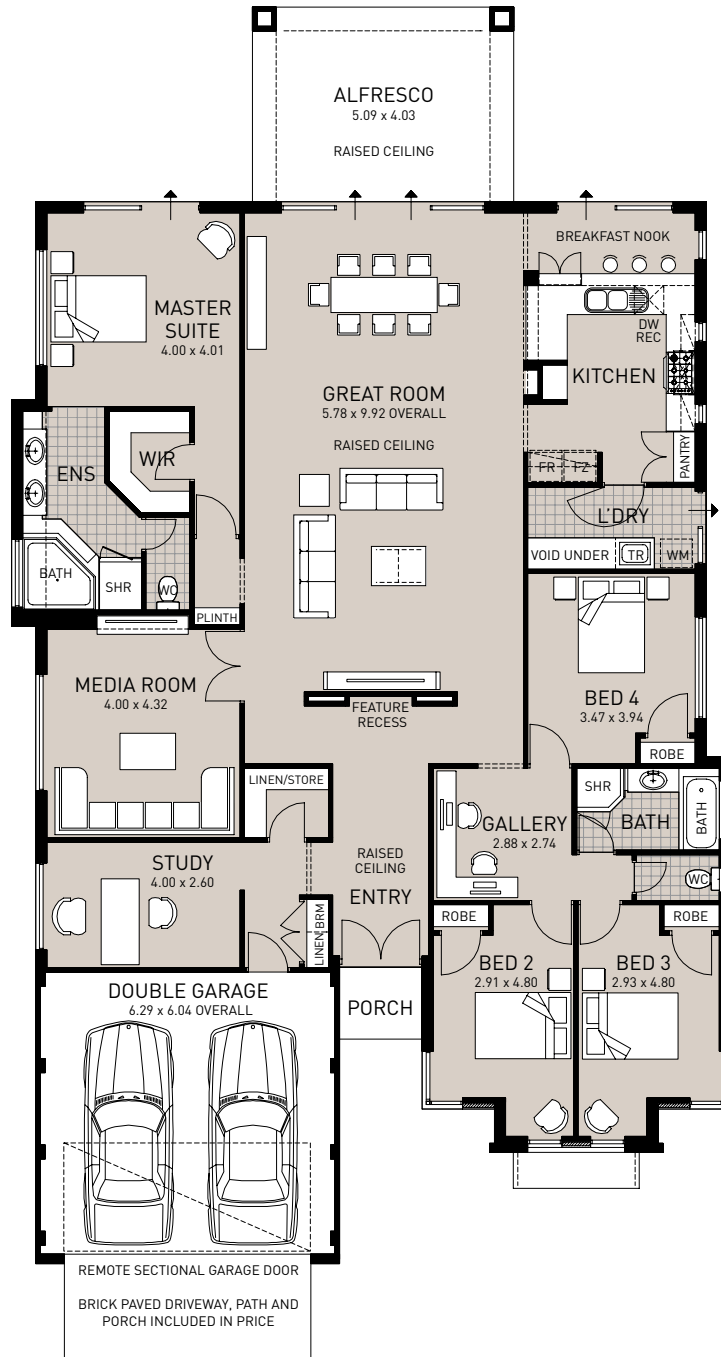 ALFRESCO
5.09 x 4.03
RAISED CEILING
BREAKFAST NOOK
MASTER
SUITE
4.00 x 4.01
DW
REC
KITCHEN
GREAT ROOM
5.78 x 9.92 OVERALL
RAISED CEILING
WIR
ENS
PANTRY
FR
FZ
L'DRY
VOID UNDER
TR
WM
BATH
SHR
WC
PLINTH
MEDIA ROOM
4.00 x 4.32
BED 4
3.47 x 3.94
FEATURE
RECESS
ROBE
LINEN/STORE
SHR
BATH
BATH
GALLERY
2.88 x 2.74
STUDY
4.00 x 2.60
RAISED
CEILING
ENTRY
WC
LINEN
BRM
ROBE
ROBE
BED 2
2.91 x 4.80
BED 3
2.93 x 4.80
DOUBLE GARAGE
6.29 x 6.04 OVERALL
PORCH
REMOTE SECTIONAL GARAGE DOOR
BRICK PAVED DRIVEWAY, PATH AND
PORCH INCLUDED IN PRICE